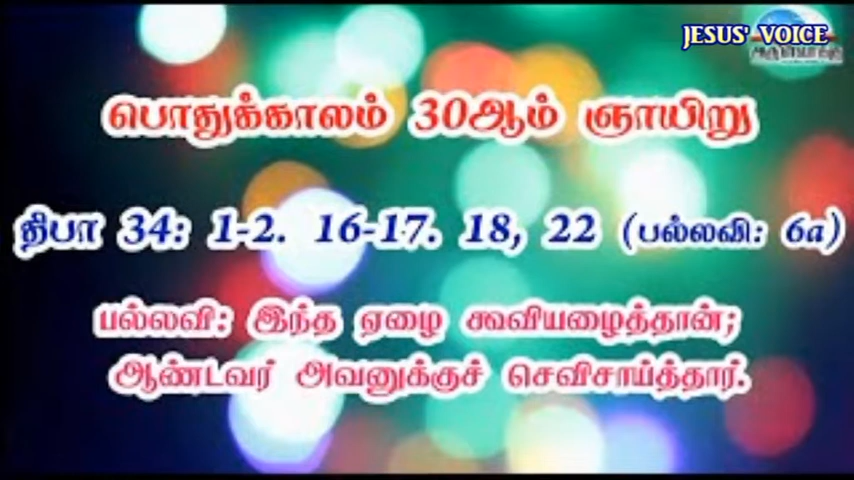 JESUS' VOICE
பொதுக்காலம் 30ஆம் ஞாயிறு
திபா 34: 1-2. 16-17. 18, 22 (பல்லவி: 6a)
பல்லவி: இந்த ஏழை கூவியழைத்தான்;
ஆண்டவர் அவனுக்குச் செவிசாய்த்தார்.